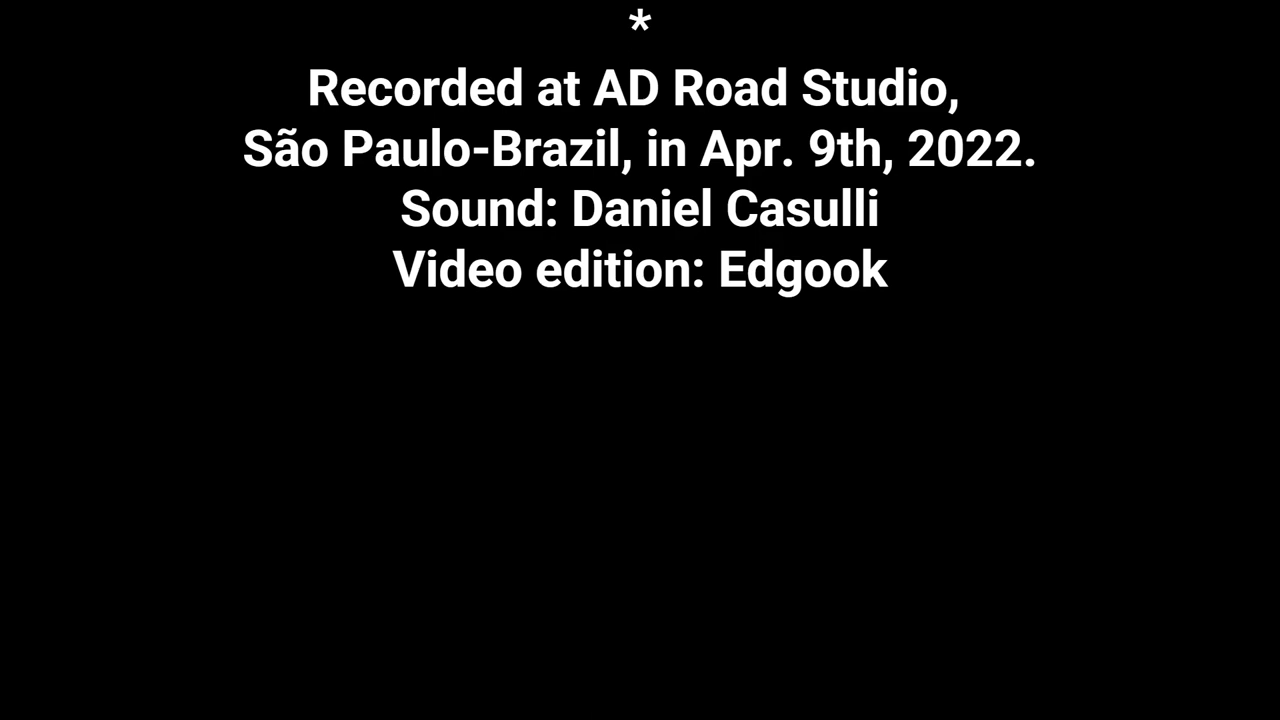 *
Recorded at AD Road Studio,
São Paulo-Brazil, in Apr. 9th, 2022.
Sound: Daniel Casulli
Video edition: Edgook